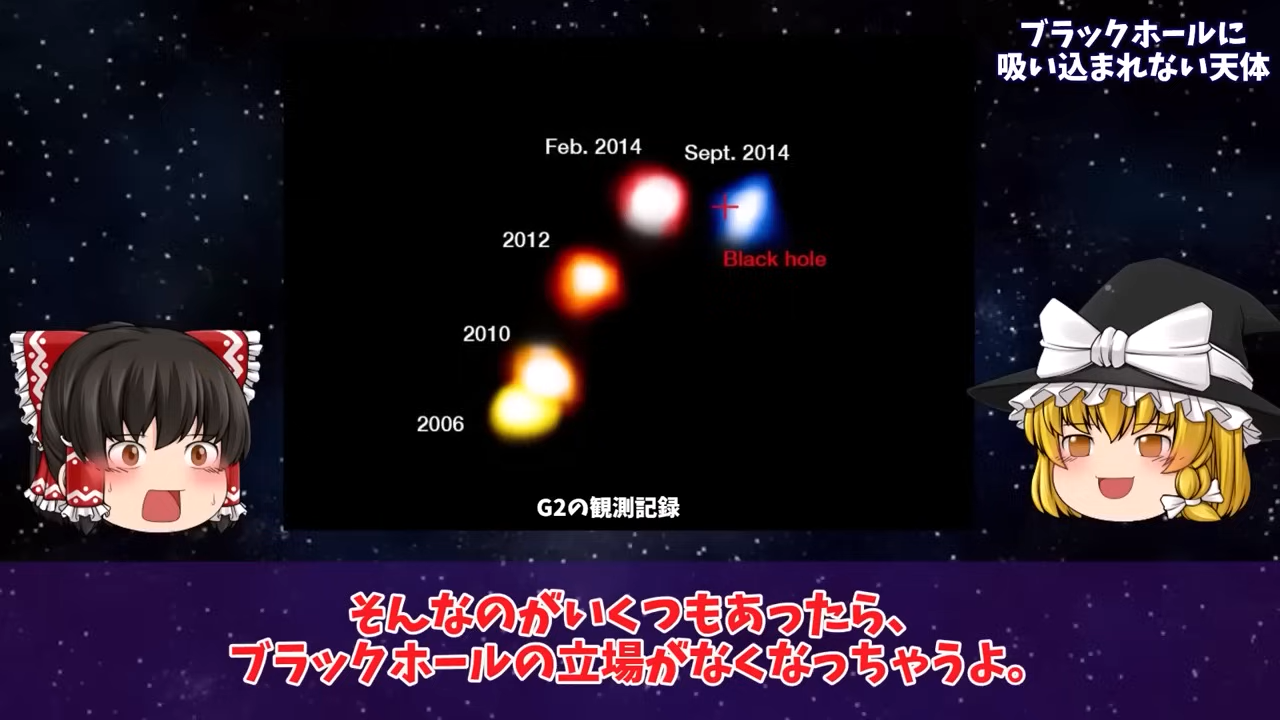 ブラックホールに
吸い込まれない天体
Feb. 2014
Sept. 2014
2012
Black hole
2010
2006
G2の観測記録
そんなのがいくつもあったら、
ブラックホールの立場がなくなっちゃうよ。